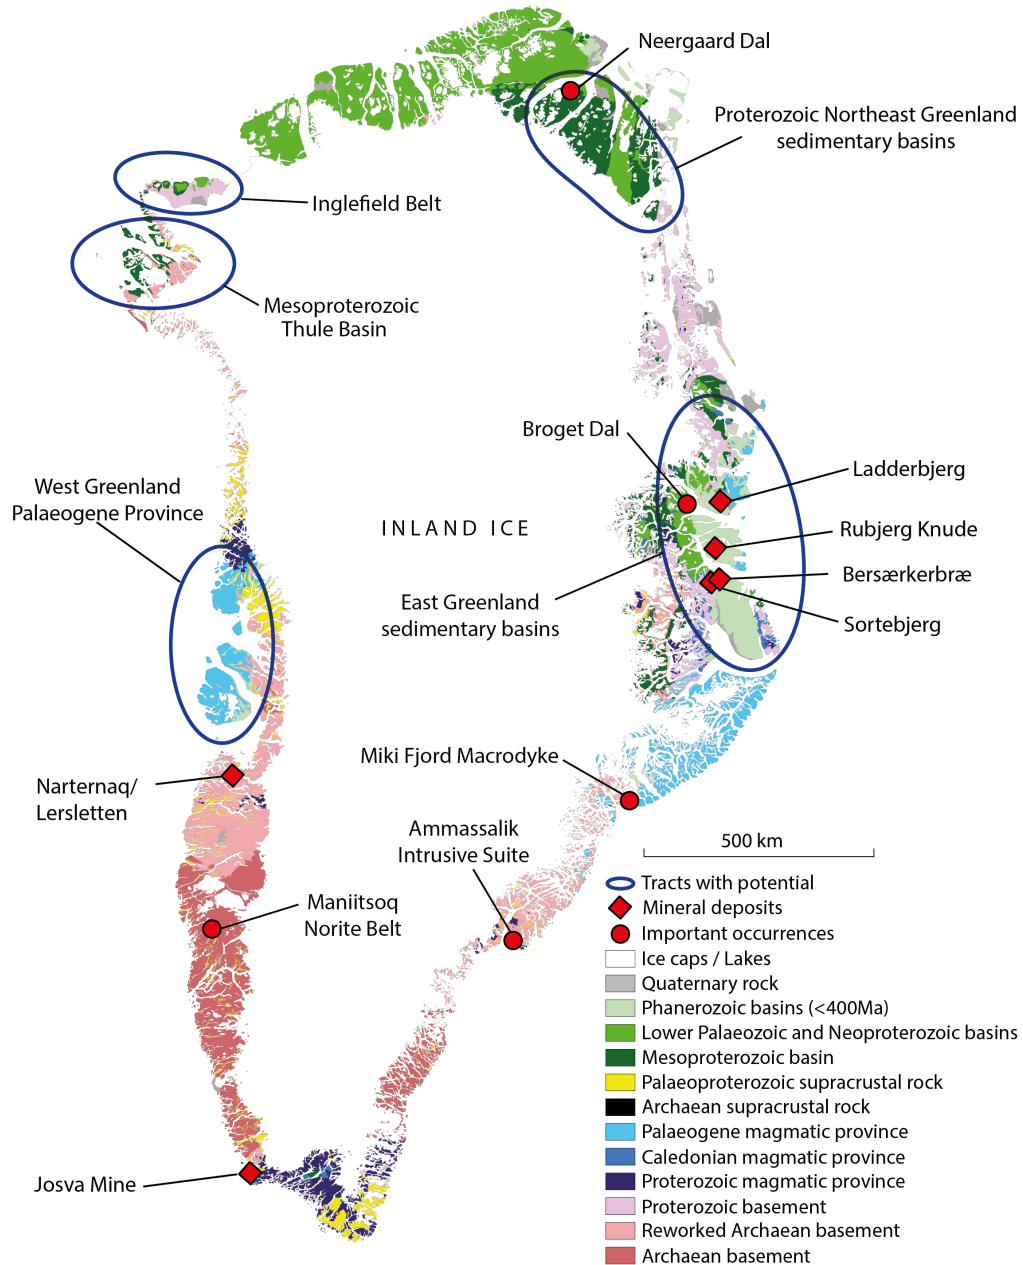 Neergaard Dal
Proterozoic Northeast Greenland
sedimentary basins
Inglefield Belt
Mesoproterozoic
Thule Basin
Broget Dal
Ladderbjerg
West Greenland
Palaeogene Province
INLAND ICE
Rubjerg Knude
Bersærkerbræ
East Greenland
sedimentary basins
Sortebjerg
Miki Fjord Macrodyke
Narternaq/
Lersletten
Ammassalik
Intrusive Suite
500 km
Maniitsoq
Norite Belt
Josva Mine
Tracts with potential
Mineral deposits
Important occurrences
Ice caps / Lakes
Quaternary rock
Phanerozoic basins (<400Ma)
Lower Palaeozoic and Neoproterozoic basins
Mesoproterozoic basin
Palaeoproterozoic supracrustal rock
Archaean supracrustal rock
Palaeogene magmatic province
Caledonian magmatic province
Proterozoic magmatic province
Proterozoic basement
Reworked Archaean basement
Archaean basement